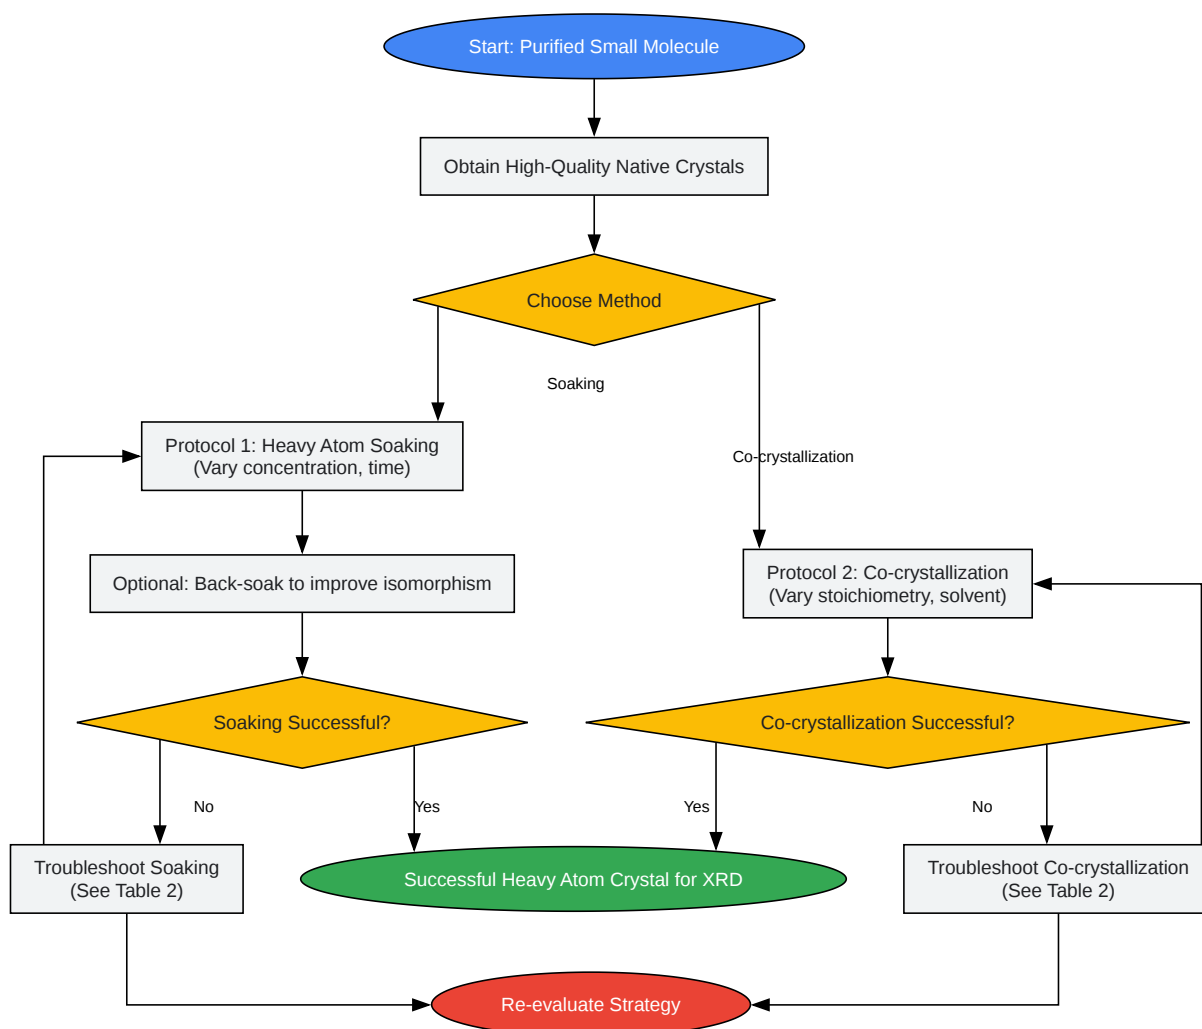 Start: Purified Small Molecule
Obtain High-Quality Native Crystals
Choose Method
Soaking
Protocol 1: Heavy Atom Soaking
(Vary concentration, time)
Co-crystallization
Optional: Back-soak to improve isomorphism
Protocol 2: Co-crystallization
(Vary stoichiometry, solvent)
Soaking Successful?
Co-crystallization Successful?
No
Yes
Yes
No
Troubleshoot Soaking
(See Table 2)
Successful Heavy Atom Crystal for XRD
Troubleshoot Co-crystallization
(See Table 2)
Re-evaluate Strategy